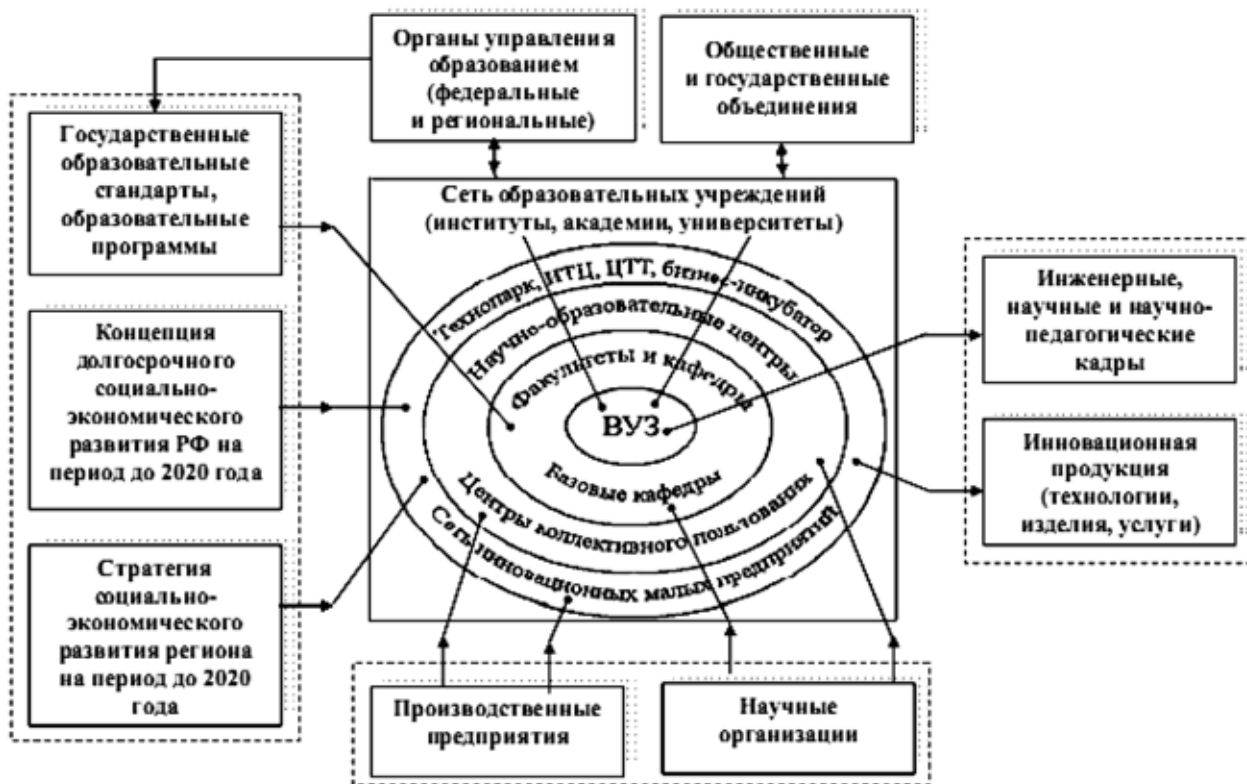 Органы управления
образованием
(федеральные
и региональные)
Общественные
и государственные
объединения
Государственные
образовательные
стандарты,
образовательные
программы
Концепция
долгосрочного
социально-
экономического
развития РФ на
период до 2020 года
Стратегия
социально-
экономического
развития региона
на период до 2020
года
Сеть образовательных учреждений
(институты, академии, университеты)
Технопарк, ИТЦ, ЦТТ, бизнес-инкубатор
Научно-образовательные центры
Факультеты и кафедры
ВУЗ
Базовые кафедры
Центры коллективного пользования
Сеть инновационных малых предприятий
Инженерные,
научные и научно-
педагогические
кадры
Инновационная
продукция
(технологии,
изделия, услуги)
Производственные
предприятия
Научные
организации